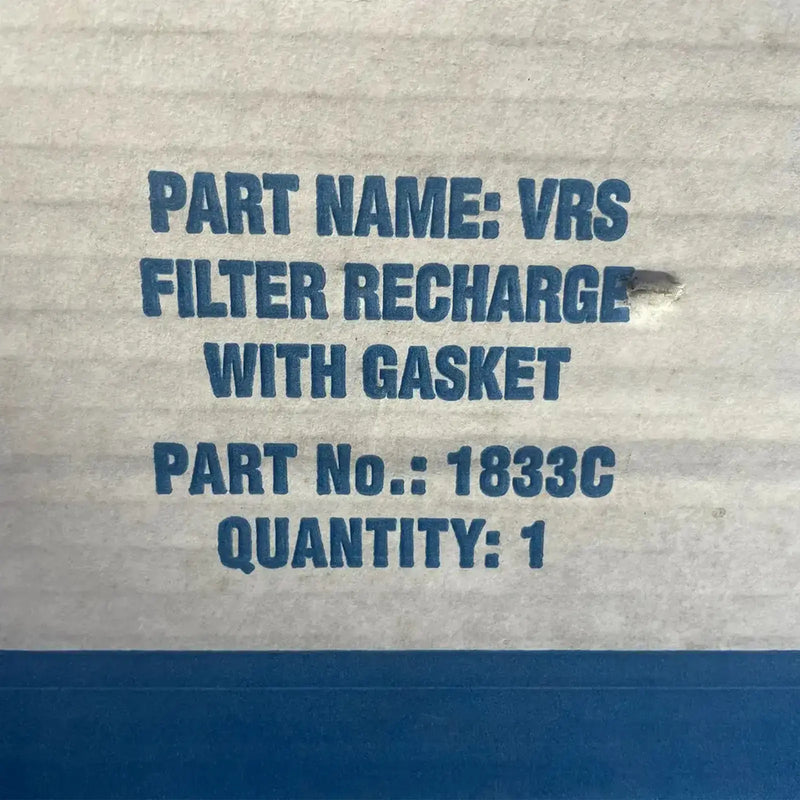 PART NAME: VRS
FILTER RECHARGE
WITH GASKET
PART No.: 1833C
QUANTITY: 1